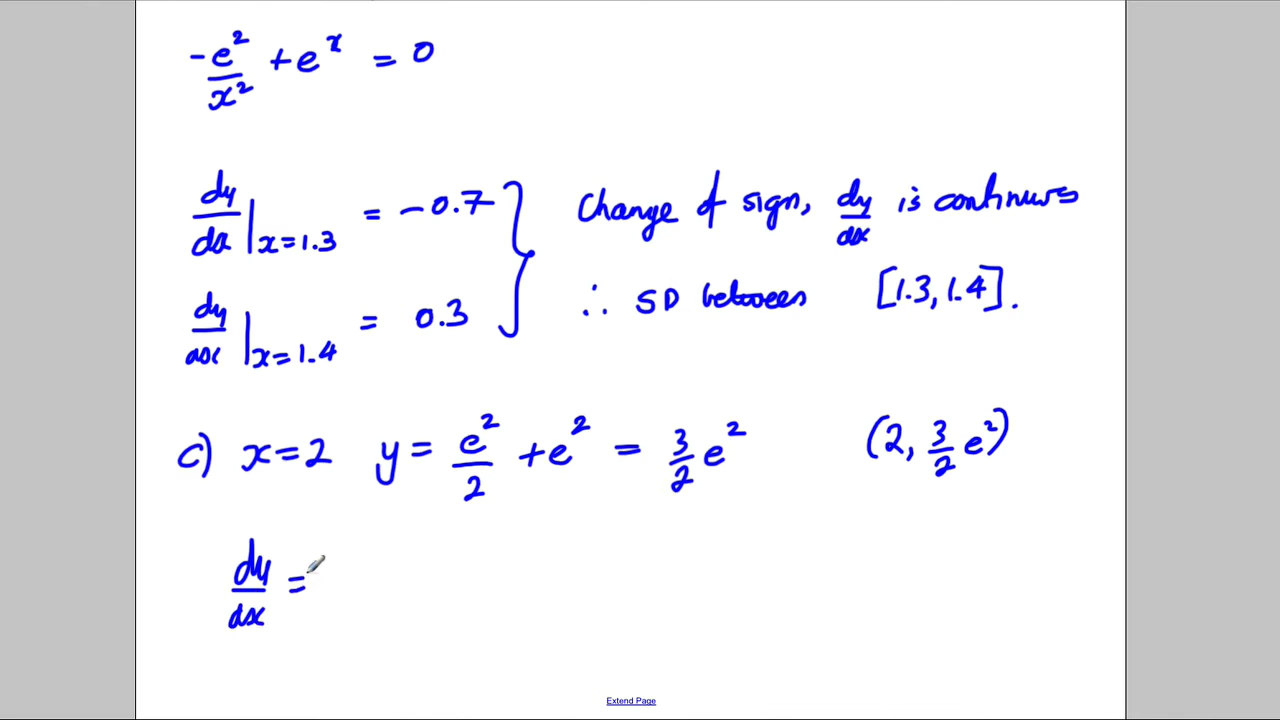 -e²/x² + eˣ = 0
dy/dx |x=1.3 = -0.7 } Change of sign, dy/dx is continues
dy/dx |x=1.4 = 0.3 ∴ SD between [1.3, 1.4].
c) x=2 y = e²/2 + e² = 3/2 e² (2, 3/2 e²)
dy/dx =
Extend Page